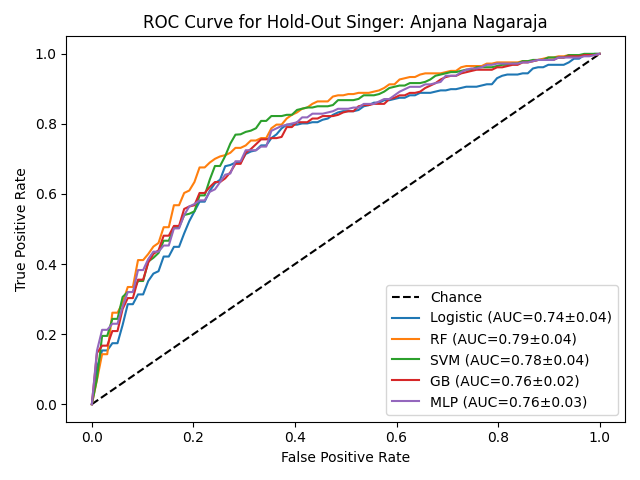 ROC Curve for Hold-Out Singer: Anjana Nagaraja
True Positive Rate
1.0
0.8
0.6
0.4
0.2
0.0
0.0 0.2 0.4 0.6 0.8 1.0
False Positive Rate
Chance
Logistic (AUC=0.74±0.04)
RF (AUC=0.79±0.04)
SVM (AUC=0.78±0.04)
GB (AUC=0.76±0.02)
MLP (AUC=0.76±0.03)